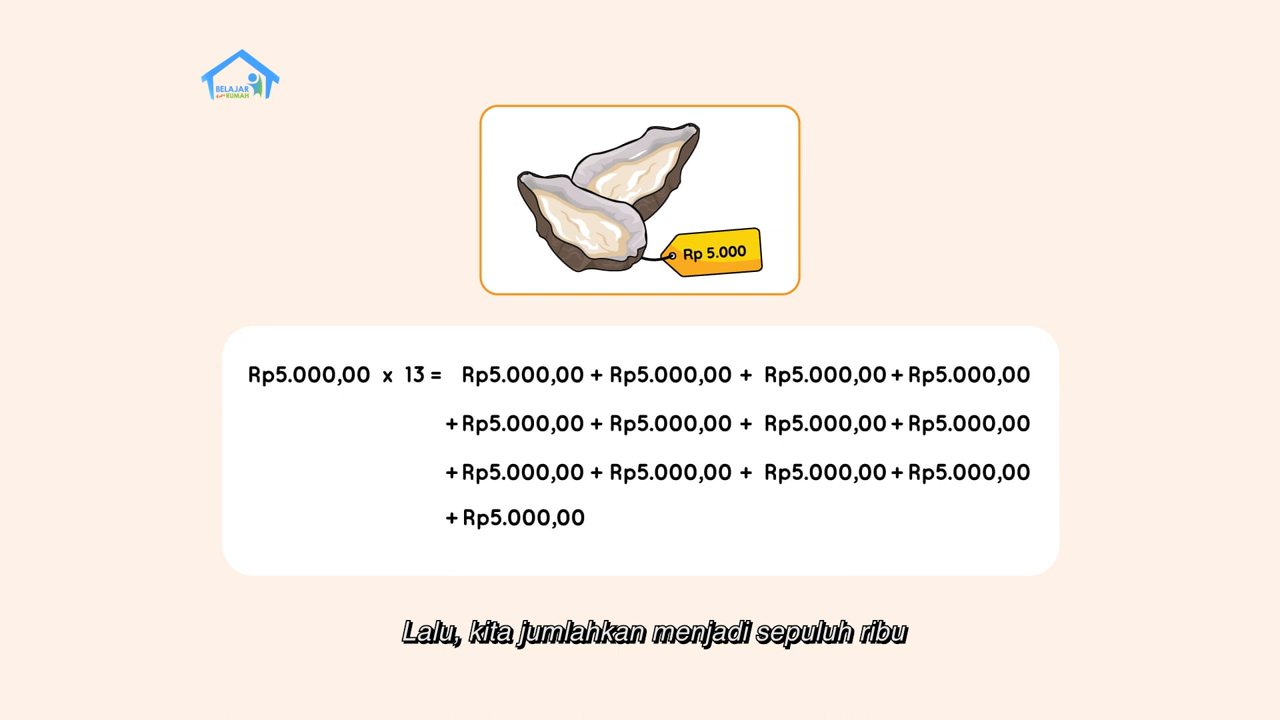 BELAJAR
dari RUMAH
Rp 5.000
Rp5.000,00 x 13 = Rp5.000,00 + Rp5.000,00 + Rp5.000,00 + Rp5.000,00
+ Rp5.000,00 + Rp5.000,00 + Rp5.000,00 + Rp5.000,00
+ Rp5.000,00 + Rp5.000,00 + Rp5.000,00 + Rp5.000,00
+ Rp5.000,00
Lalu, kita jumlahkan menjadi sepuluh ribu